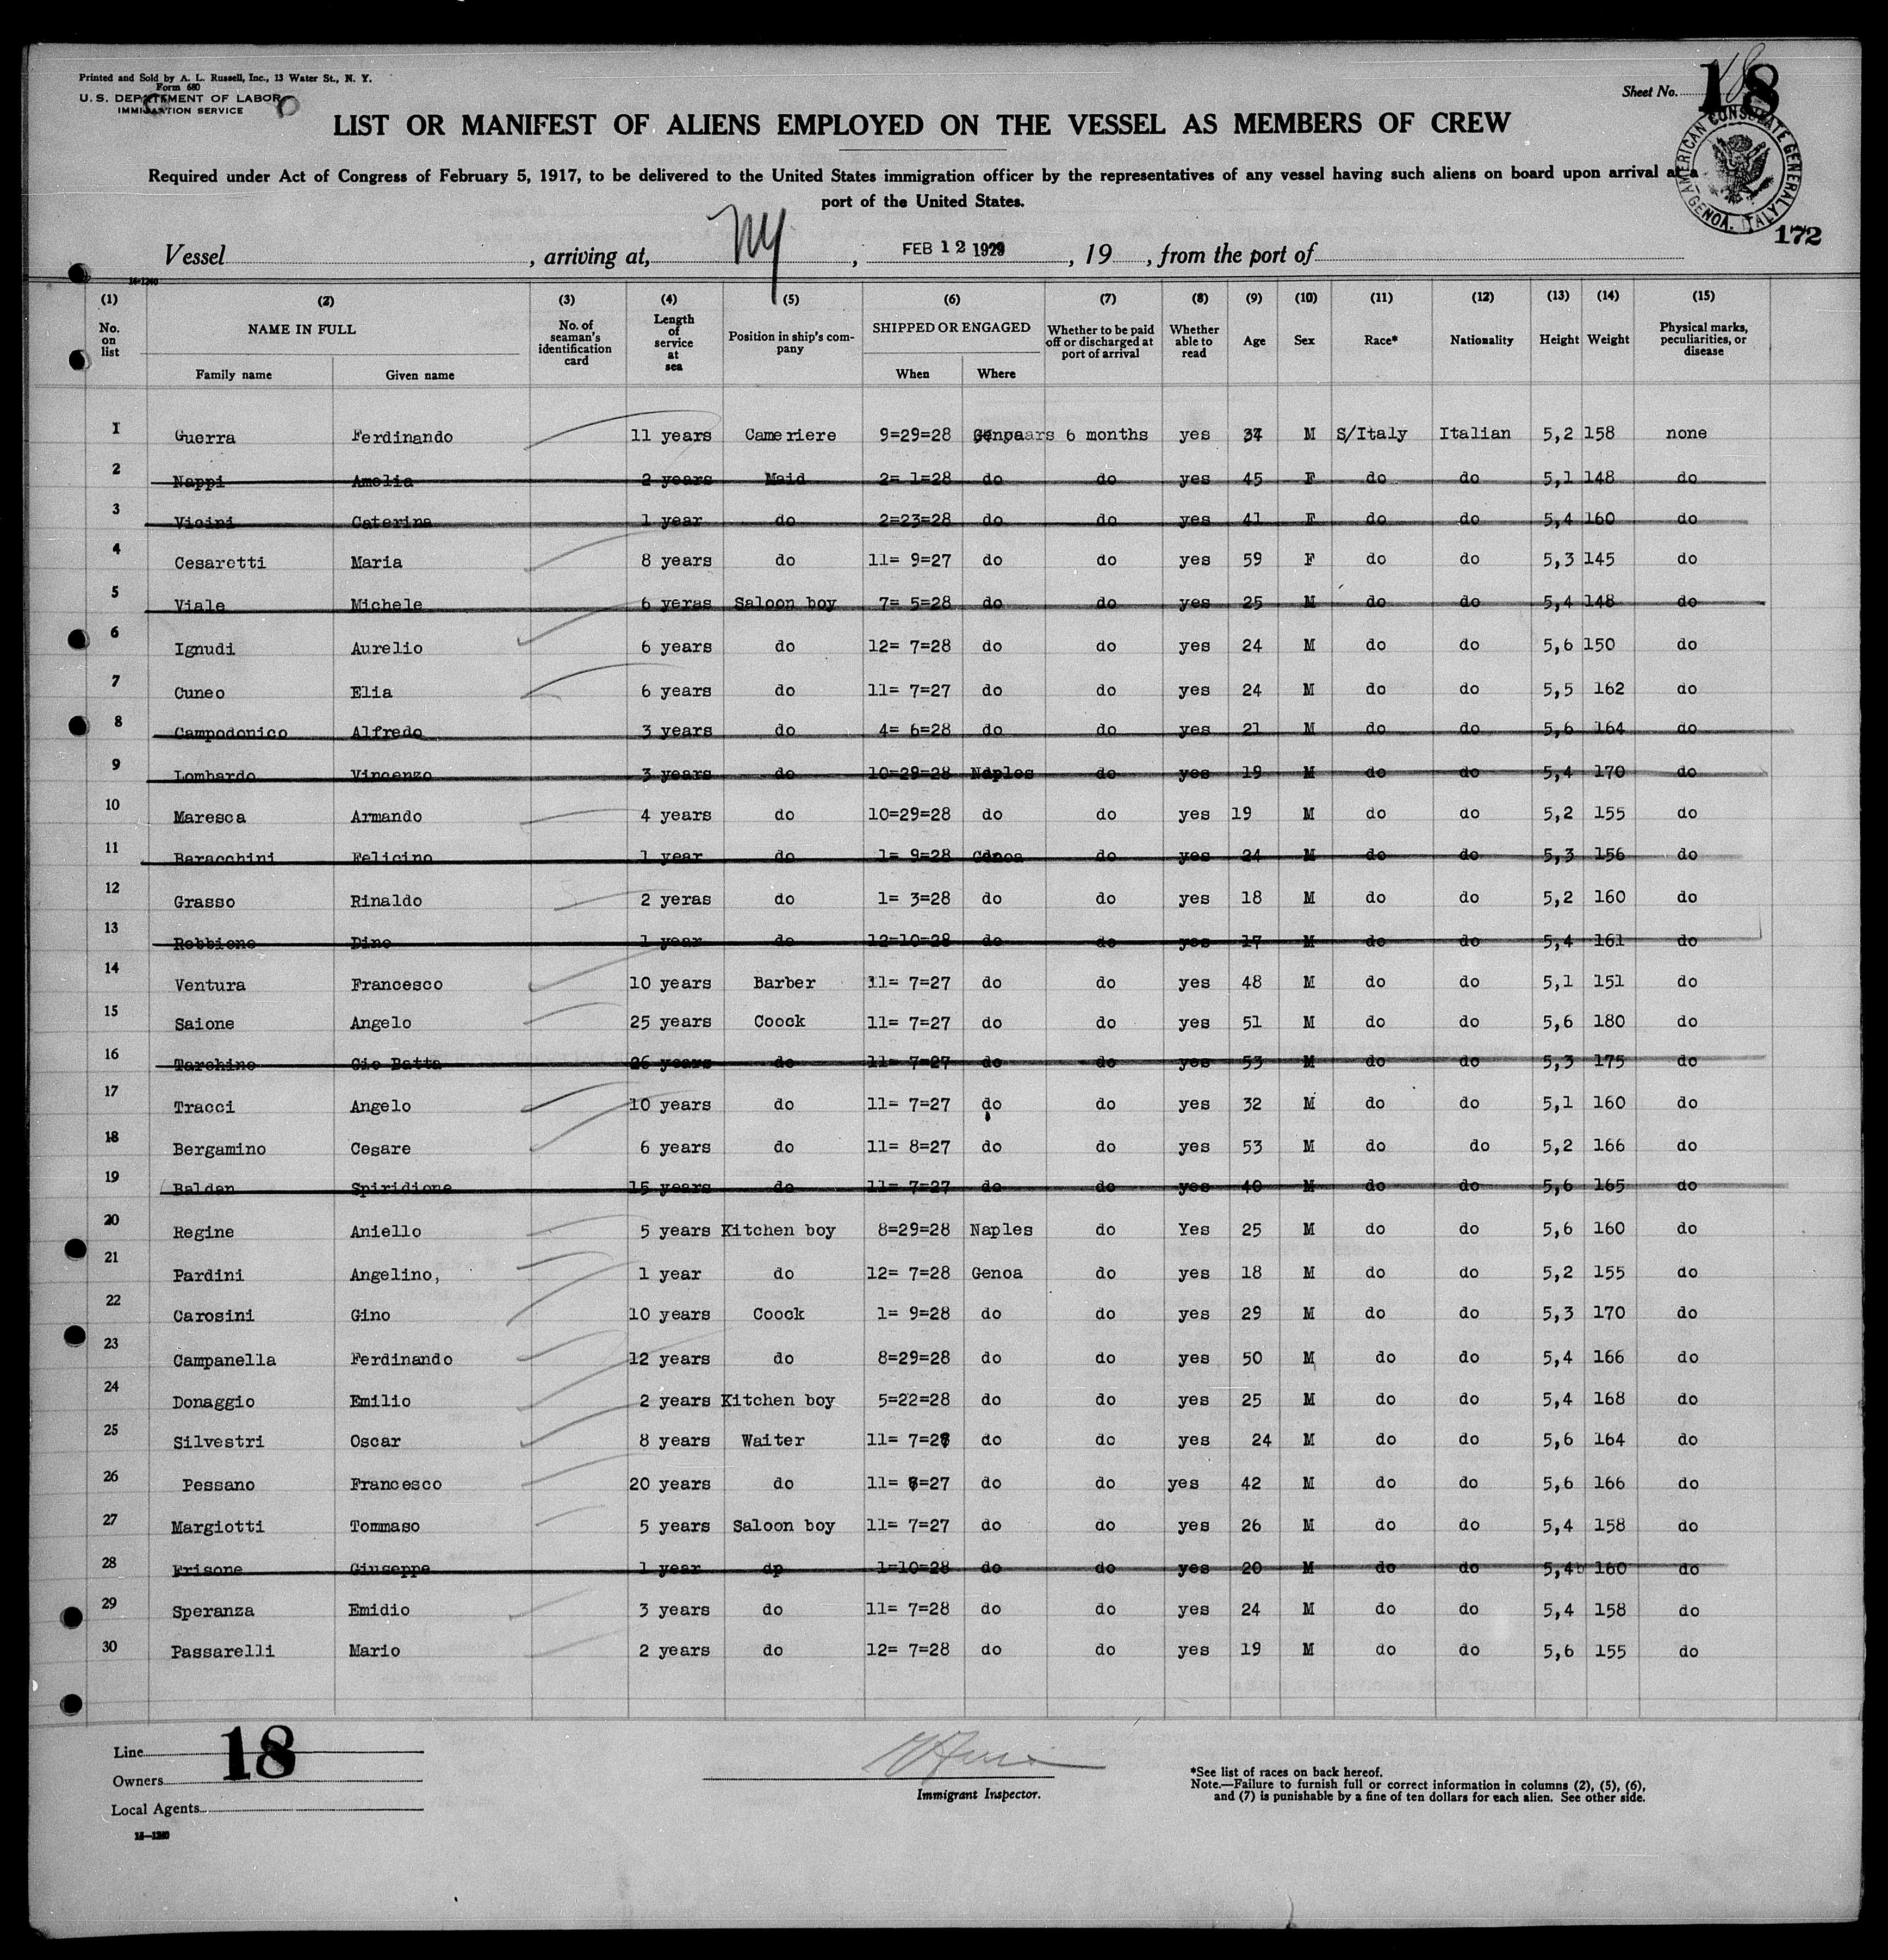 Printed and Sold by A. L. Russell, Inc., 13 Water St., N. Y.
Form 680
U. S. DEPARTMENT OF LABOR
IMMIGRATION SERVICE
Sheet No. 18
LIST OR MANIFEST OF ALIENS EMPLOYED ON THE VESSEL AS MEMBERS OF CREW
Required under Act of Congress of February 5, 1917, to be delivered to the United States immigration officer by the representatives of any vessel having such aliens on board upon arrival at a
port of the United States.
AMERICAN CONSULATE GENERAL GENOA, ITALY
172
Vessel , arriving at, NY , FEB 12 1929 , 19 , from the port of
14-1240
(1) (2) (3) (4) (5) (6) (7) (8) (9) (10) (11) (12) (13) (14) (15)
No. on list NAME IN FULL Family name Given name No. of seaman's identification card Length of service at sea Position in ship's company SHIPPED OR ENGAGED When Where Whether to be paid off or discharged at port of arrival Whether able to read Age Sex Race* Nationality Height Weight Physical marks, peculiarities, or disease
1 Guerra Ferdinando 11 years Cameriere 9=29=28 Genoa 6 months yes 37 M S/Italy Italian 5,2 158 none
2 Nappi Amelia 2 years Maid 2= 1=28 do do yes 45 F do do 5,1 148 do
3 Vicini Caterina 1 year do 2=23=28 do do yes 41 F do do 5,4 160 do
4 Cesaretti Maria 8 years do 11= 9=27 do do yes 59 F do do 5,3 145 do
5 Viale Michele 6 yeras Saloon boy 7= 5=28 do do yes 25 M do do 5,4 148 do
6 Ignudi Aurelio 6 years do 12= 7=28 do do yes 24 M do do 5,6 150 do
7 Cuneo Elia 6 years do 11= 7=27 do do yes 24 M do do 5,5 162 do
8 Campodonico Alfredo 3 years do 4= 6=28 do do yes 21 M do do 5,6 164 do
9 Lombardo Vincenzo 3 years do 10=29=28 Naples do yes 19 M do do 5,4 170 do
10 Maresca Armando 4 years do 10=29=28 do do yes 19 M do do 5,2 155 do
11 Baracchini Felicino 1 year do 1= 9=28 Genoa do yes 24 M do do 5,3 156 do
12 Grasso Rinaldo 2 yeras do 1= 3=28 do do yes 18 M do do 5,2 160 do
13 Robbione Dino 1 year do 12=10=28 do do yes 17 M do do 5,4 161 do
14 Ventura Francesco 10 years Barber 11= 7=27 do do yes 48 M do do 5,1 151 do
15 Saione Angelo 25 years Coock 11= 7=27 do do yes 51 M do do 5,6 180 do
16 Tarchino Gio Batta 26 years do 11= 7=27 do do yes 53 M do do 5,3 175 do
17 Tracci Angelo 10 years do 11= 7=27 do do yes 32 M do do 5,1 160 do
18 Bergamino Cesare 6 years do 11= 8=27 do do yes 53 M do do 5,2 166 do
19 Baldan Spiridione 15 years do 11= 7=27 do do yes 40 M do do 5,6 165 do
20 Regine Aniello 5 years Kitchen boy 8=29=28 Naples do Yes 25 M do do 5,6 160 do
21 Pardini Angelino, 1 year do 12= 7=28 Genoa do yes 18 M do do 5,2 155 do
22 Carosini Gino 10 years Coock 1= 9=28 do do yes 29 M do do 5,3 170 do
23 Campanella Ferdinando 12 years do 8=29=28 do do yes 50 M do do 5,4 166 do
24 Donaggio Emilio 2 years Kitchen boy 5=22=28 do do yes 25 M do do 5,4 168 do
25 Silvestri Oscar 8 years Waiter 11= 7=28 do do yes 24 M do do 5,6 164 do
26 Pessano Francesco 20 years do 11= 8=27 do do yes 42 M do do 5,6 166 do
27 Margiotti Tommaso 5 years Saloon boy 11= 7=27 do do yes 26 M do do 5,4 158 do
28 Frisone Giuseppe 1 year dp 1=10=28 do do yes 20 M do do 5,4 160 do
29 Speranza Emidio 3 years do 11= 7=28 do do yes 24 M do do 5,4 158 do
30 Passarelli Mario 2 years do 12= 7=28 do do yes 19 M do do 5,6 155 do
Line 18
Owners
Local Agents
14-1240
Immigrant Inspector.
*See list of races on back hereof.
Note.—Failure to furnish full or correct information in columns (2), (5), (6),
and (7) is punishable by a fine of ten dollars for each alien. See other side.